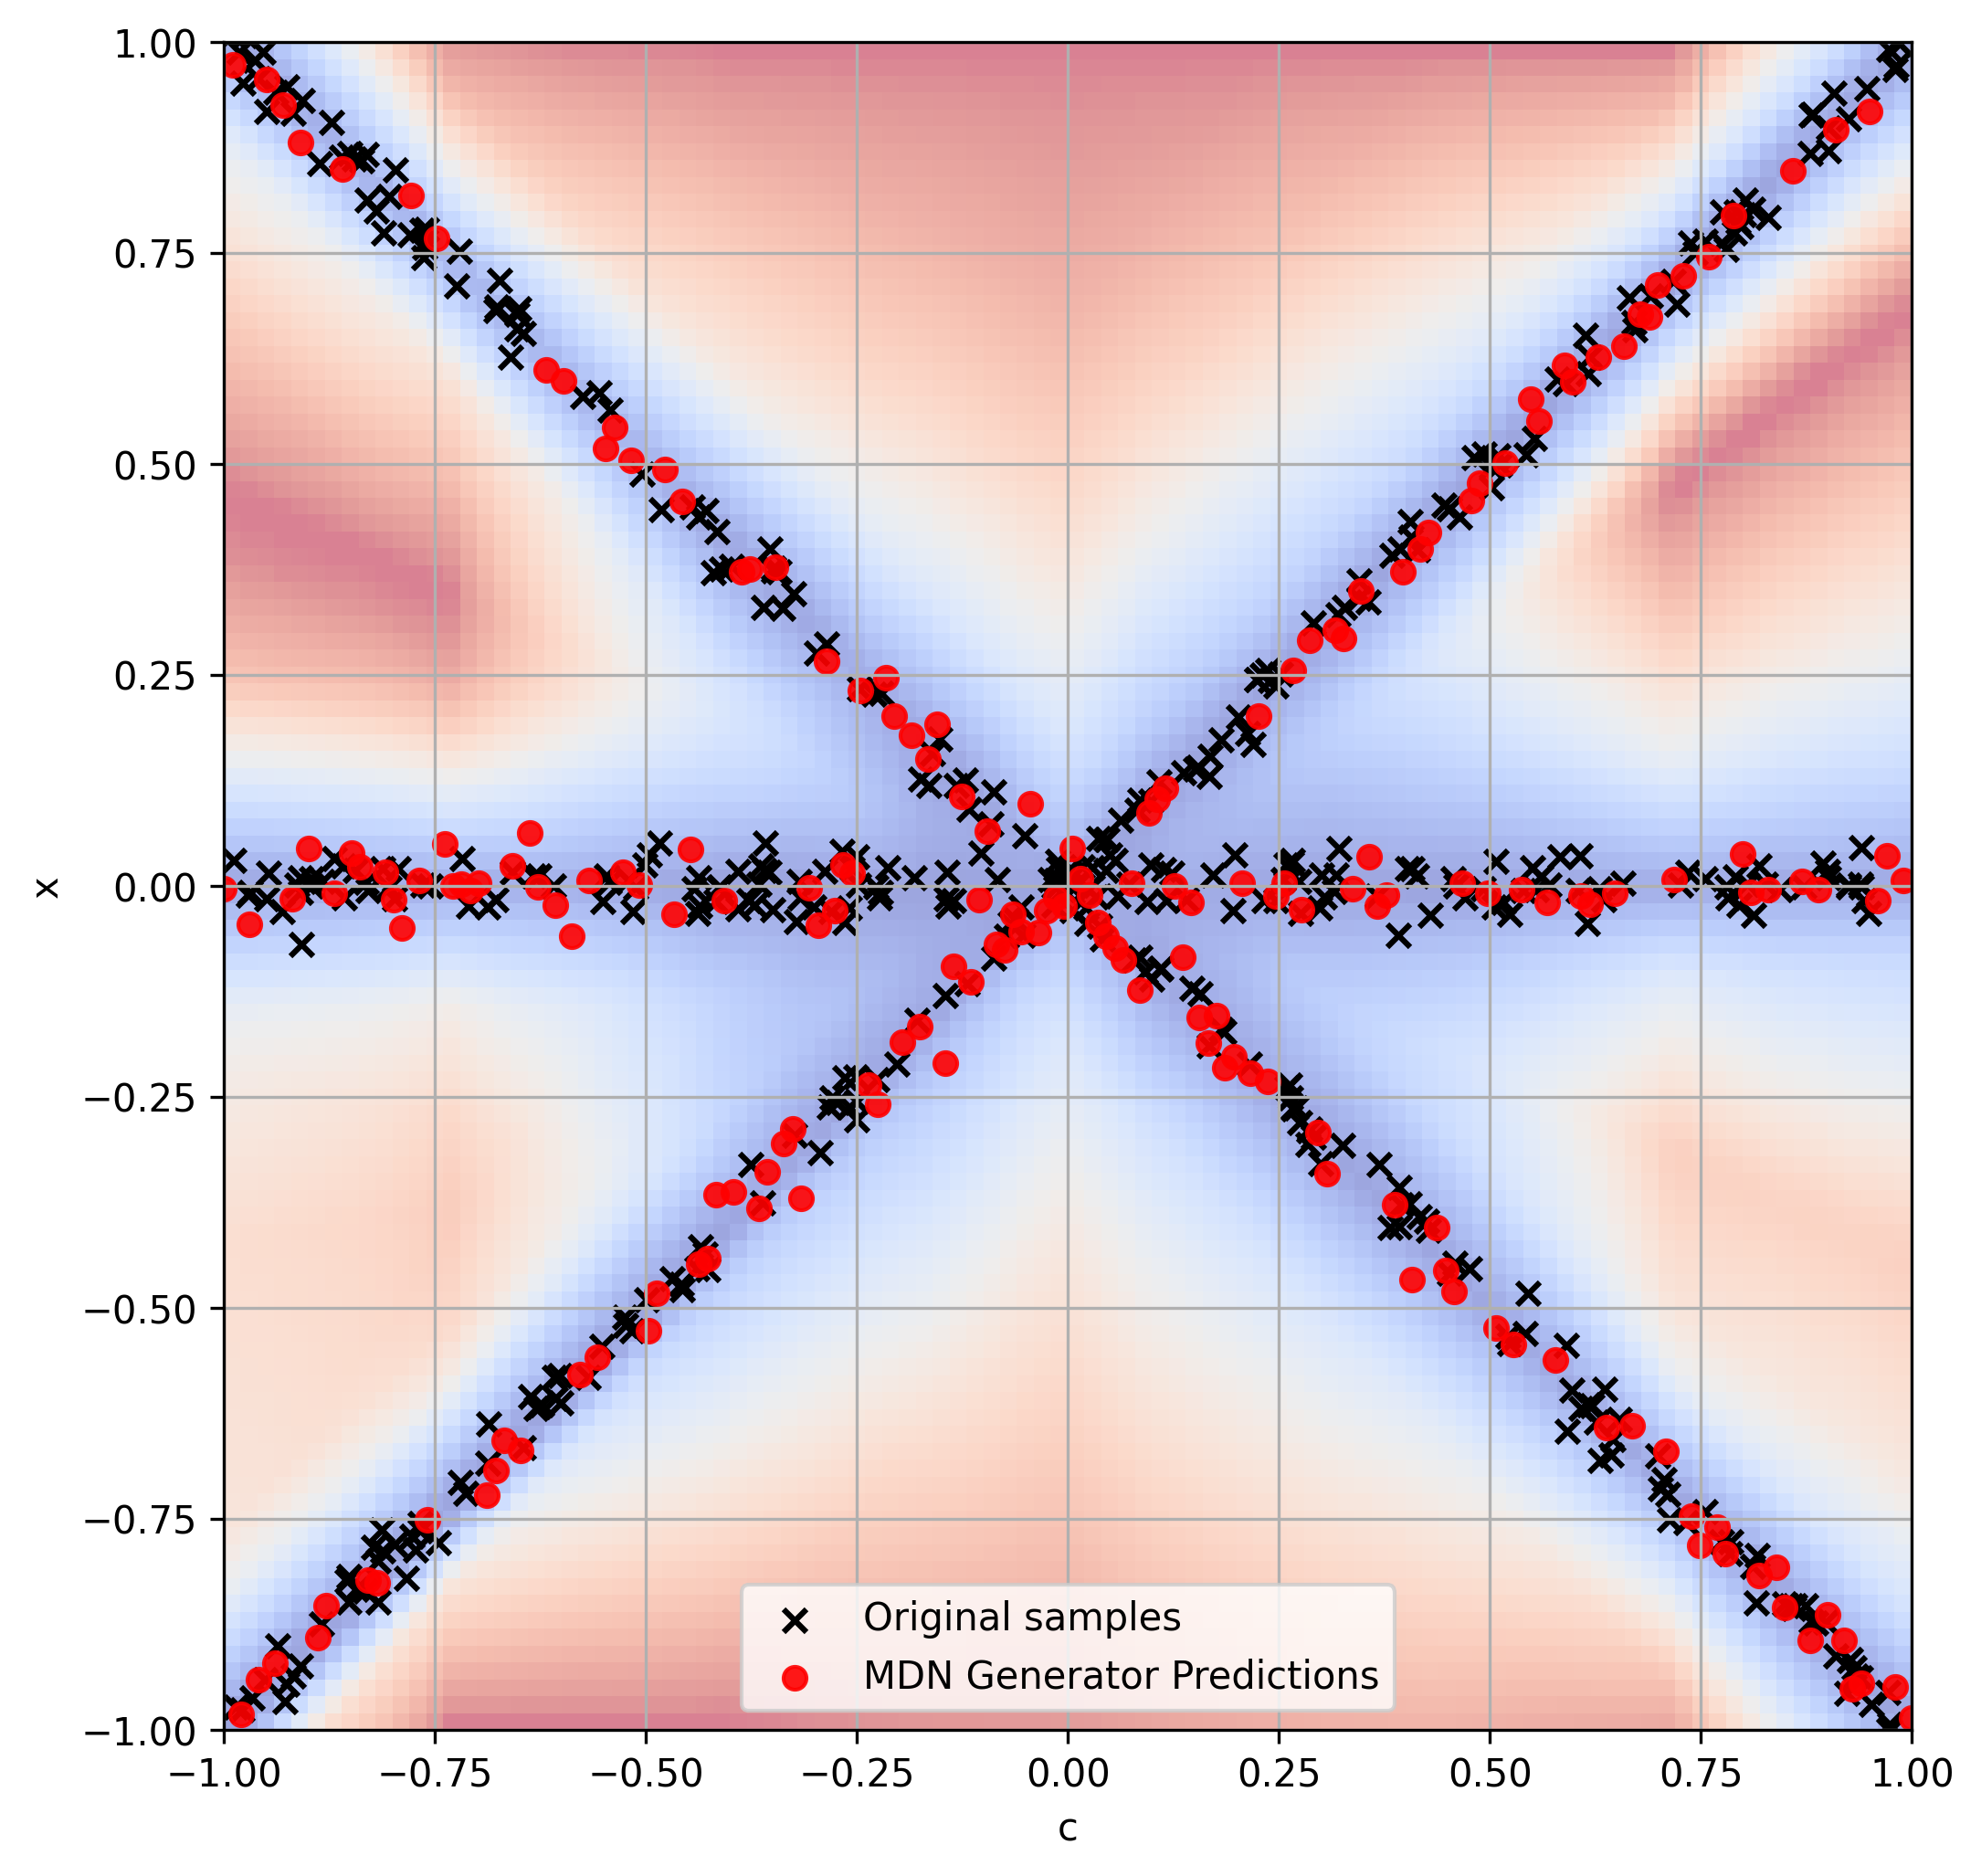 1.00
0.75
0.50
0.25
0.00
−0.25
−0.50
−0.75
−1.00
x
Original samples
MDN Generator Predictions
−1.00 −0.75 −0.50 −0.25 0.00 0.25 0.50 0.75 1.00
c